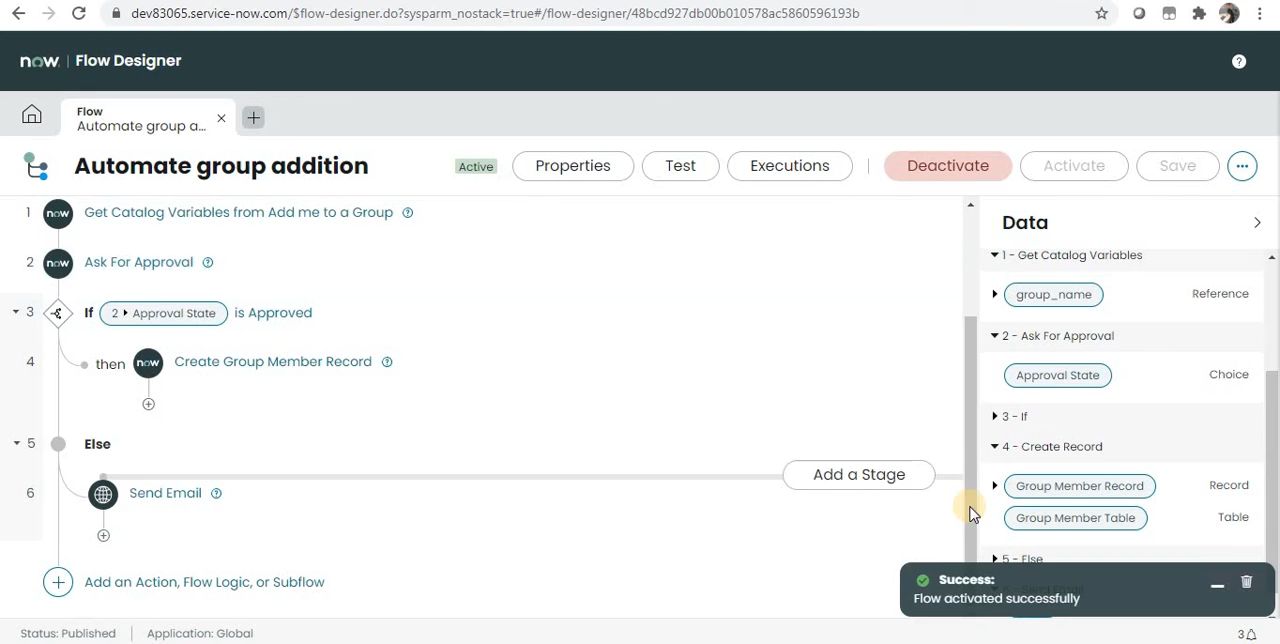 dev83065.service-now.com/$flow-designer.do?sysparm_nostack=true#/flow-designer/48bcd927db00b010578ac5860596193b
now. | Flow Designer
Flow
Automate group a...
Automate group addition
Active
Properties
Test
Executions
Deactivate
Activate
Save
1 now Get Catalog Variables from Add me to a Group
2 now Ask For Approval
3 If 2 Approval State is Approved
4 then now Create Group Member Record
5 Else
Add a Stage
6 Send Email
Add an Action, Flow Logic, or Subflow
Data
1 - Get Catalog Variables
group_name Reference
2 - Ask For Approval
Approval State Choice
3 - If
4 - Create Record
Group Member Record Record
Group Member Table Table
5 - Else
Success:
Flow activated successfully
Status: Published
Application: Global
3